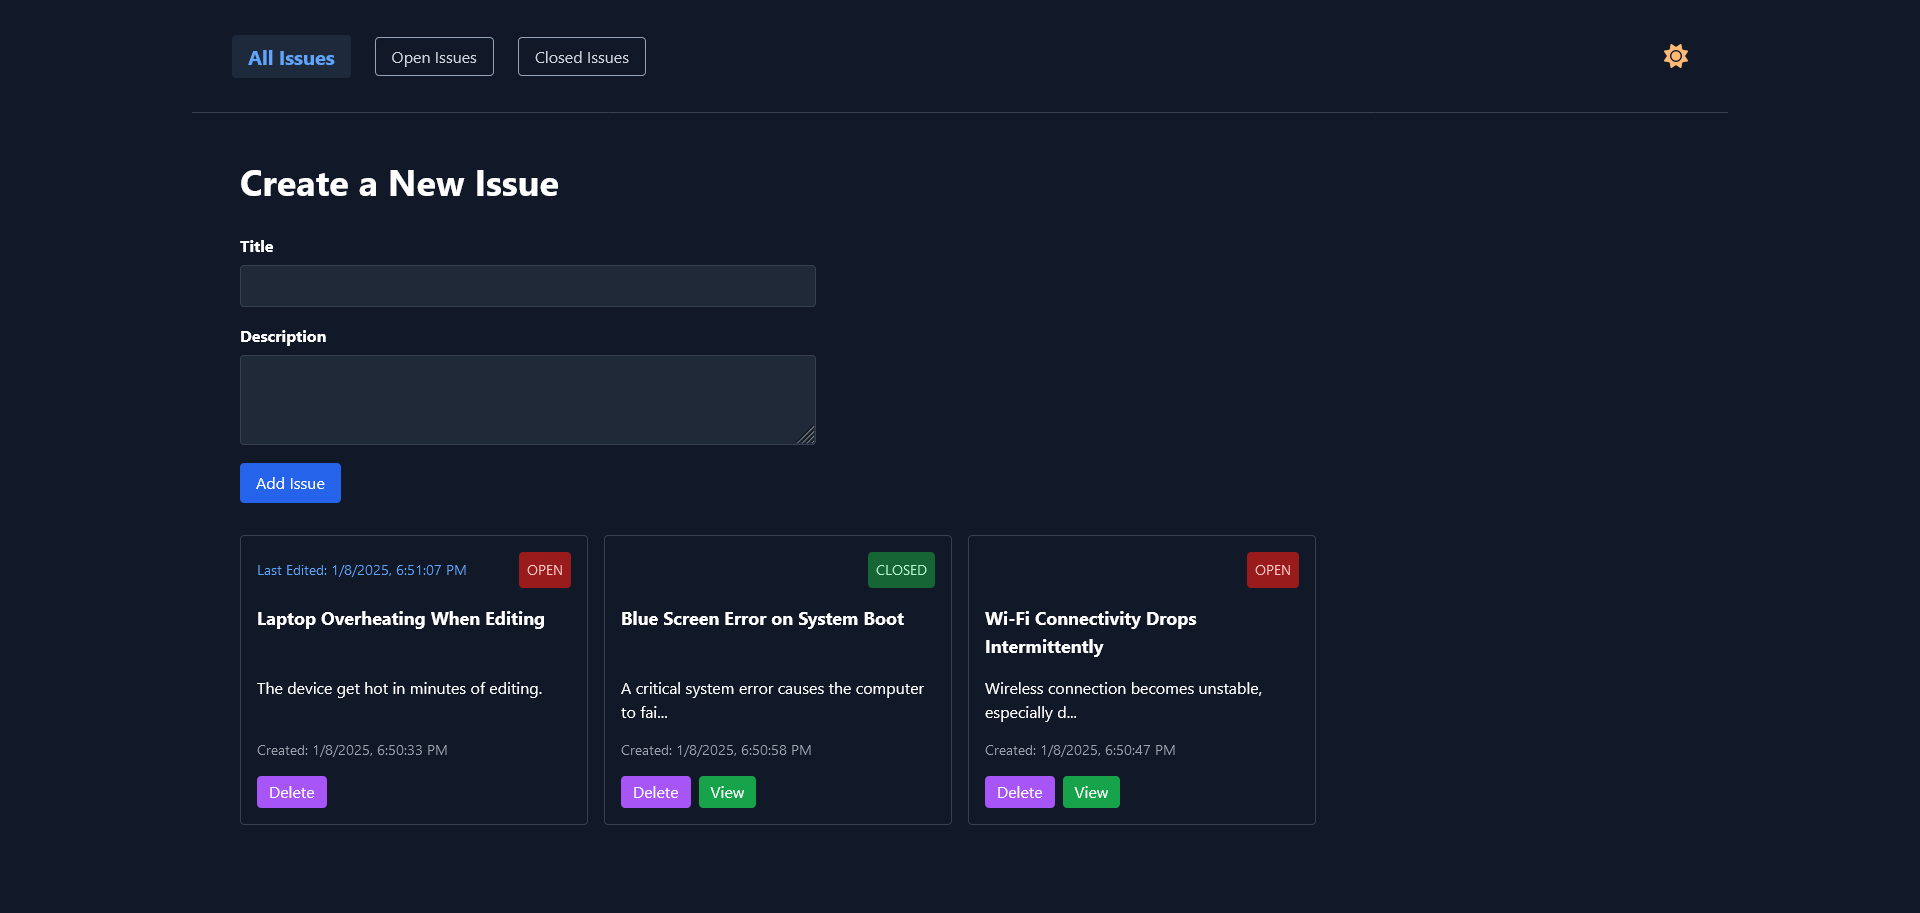 All Issues
Open Issues
Closed Issues
Create a New Issue
Title
Description
Add Issue
Last Edited: 1/8/2025, 6:51:07 PM
OPEN
Laptop Overheating When Editing
The device get hot in minutes of editing.
Created: 1/8/2025, 6:50:33 PM
Delete
CLOSED
Blue Screen Error on System Boot
A critical system error causes the computer
to fai...
Created: 1/8/2025, 6:50:58 PM
Delete
View
OPEN
Wi-Fi Connectivity Drops
Intermittently
Wireless connection becomes unstable,
especially d...
Created: 1/8/2025, 6:50:47 PM
Delete
View